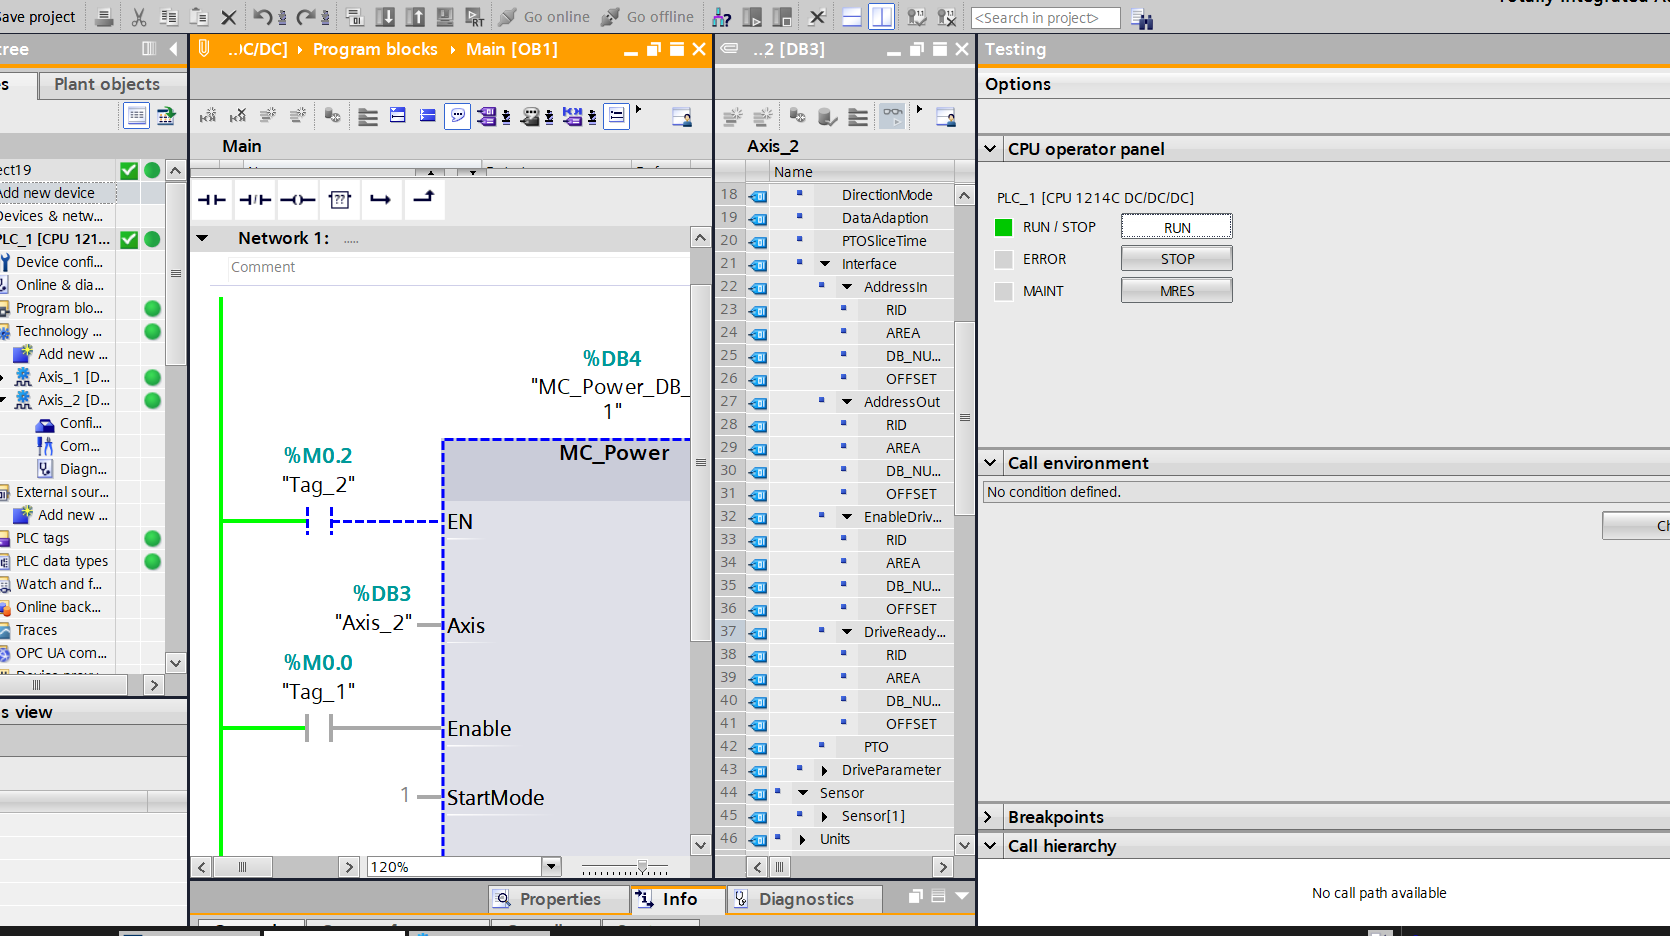 Save project
Go online
Go offline
<Search in project>
tree
Plant objects
ect19
Add new device
Devices & netw...
PLC_1 [CPU 121...
Device confi...
Online & dia...
Program blo...
Technology ...
Add new ...
Axis_1 [D...
Axis_2 [D...
Confi...
Com...
Diagn...
External sour...
Add new ...
PLC tags
PLC data types
Watch and f...
Online back...
Traces
OPC UA com...
s view
..)C/DC] › Program blocks › Main [OB1]
Main
Network 1: .....
Comment
%DB4
"MC_Power_DB_
1"
MC_Power
%M0.2
"Tag_2"
EN
%DB3
"Axis_2"
Axis
%M0.0
"Tag_1"
Enable
1
StartMode
120%
Properties
Info
Diagnostics
..2 [DB3]
Axis_2
Name
18 DirectionMode
19 DataAdaption
20 PTOSliceTime
21 Interface
22 AddressIn
23 RID
24 AREA
25 DB_NU...
26 OFFSET
27 AddressOut
28 RID
29 AREA
30 DB_NU...
31 OFFSET
32 EnableDriv...
33 RID
34 AREA
35 DB_NU...
36 OFFSET
37 DriveReady...
38 RID
39 AREA
40 DB_NU...
41 OFFSET
42 PTO
43 DriveParameter
44 Sensor
45 Sensor[1]
46 Units
Testing
Options
CPU operator panel
PLC_1 [CPU 1214C DC/DC/DC]
RUN / STOP RUN
ERROR STOP
MAINT MRES
Call environment
No condition defined.
Ch
Breakpoints
Call hierarchy
No call path available